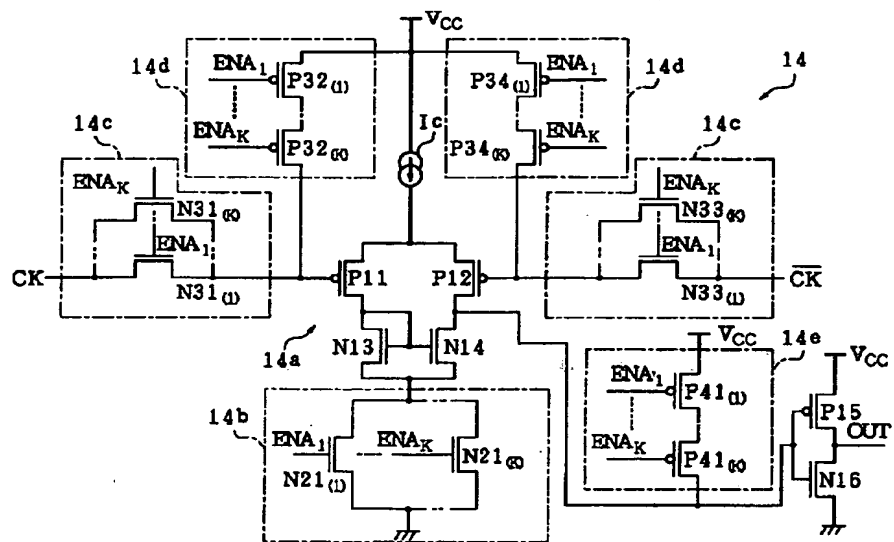 VCC
14d
ENA1
P32(1)
ENAK
P32(K)
P34(1)
ENA1
ENAK
P34(K)
14d
14
14c
Ic
14c
ENAK
N31(K)
ENA1
CK
N31(1)
P11
P12
ENAK
N33(K)
ENA1
CK
N33(1)
14a
N13
N14
VCC
14e
VCC
ENA1
P41(1)
P15
OUT
14b
ENA1
ENAK
N21(1)
N21(K)
ENAK
P41(K)
N16